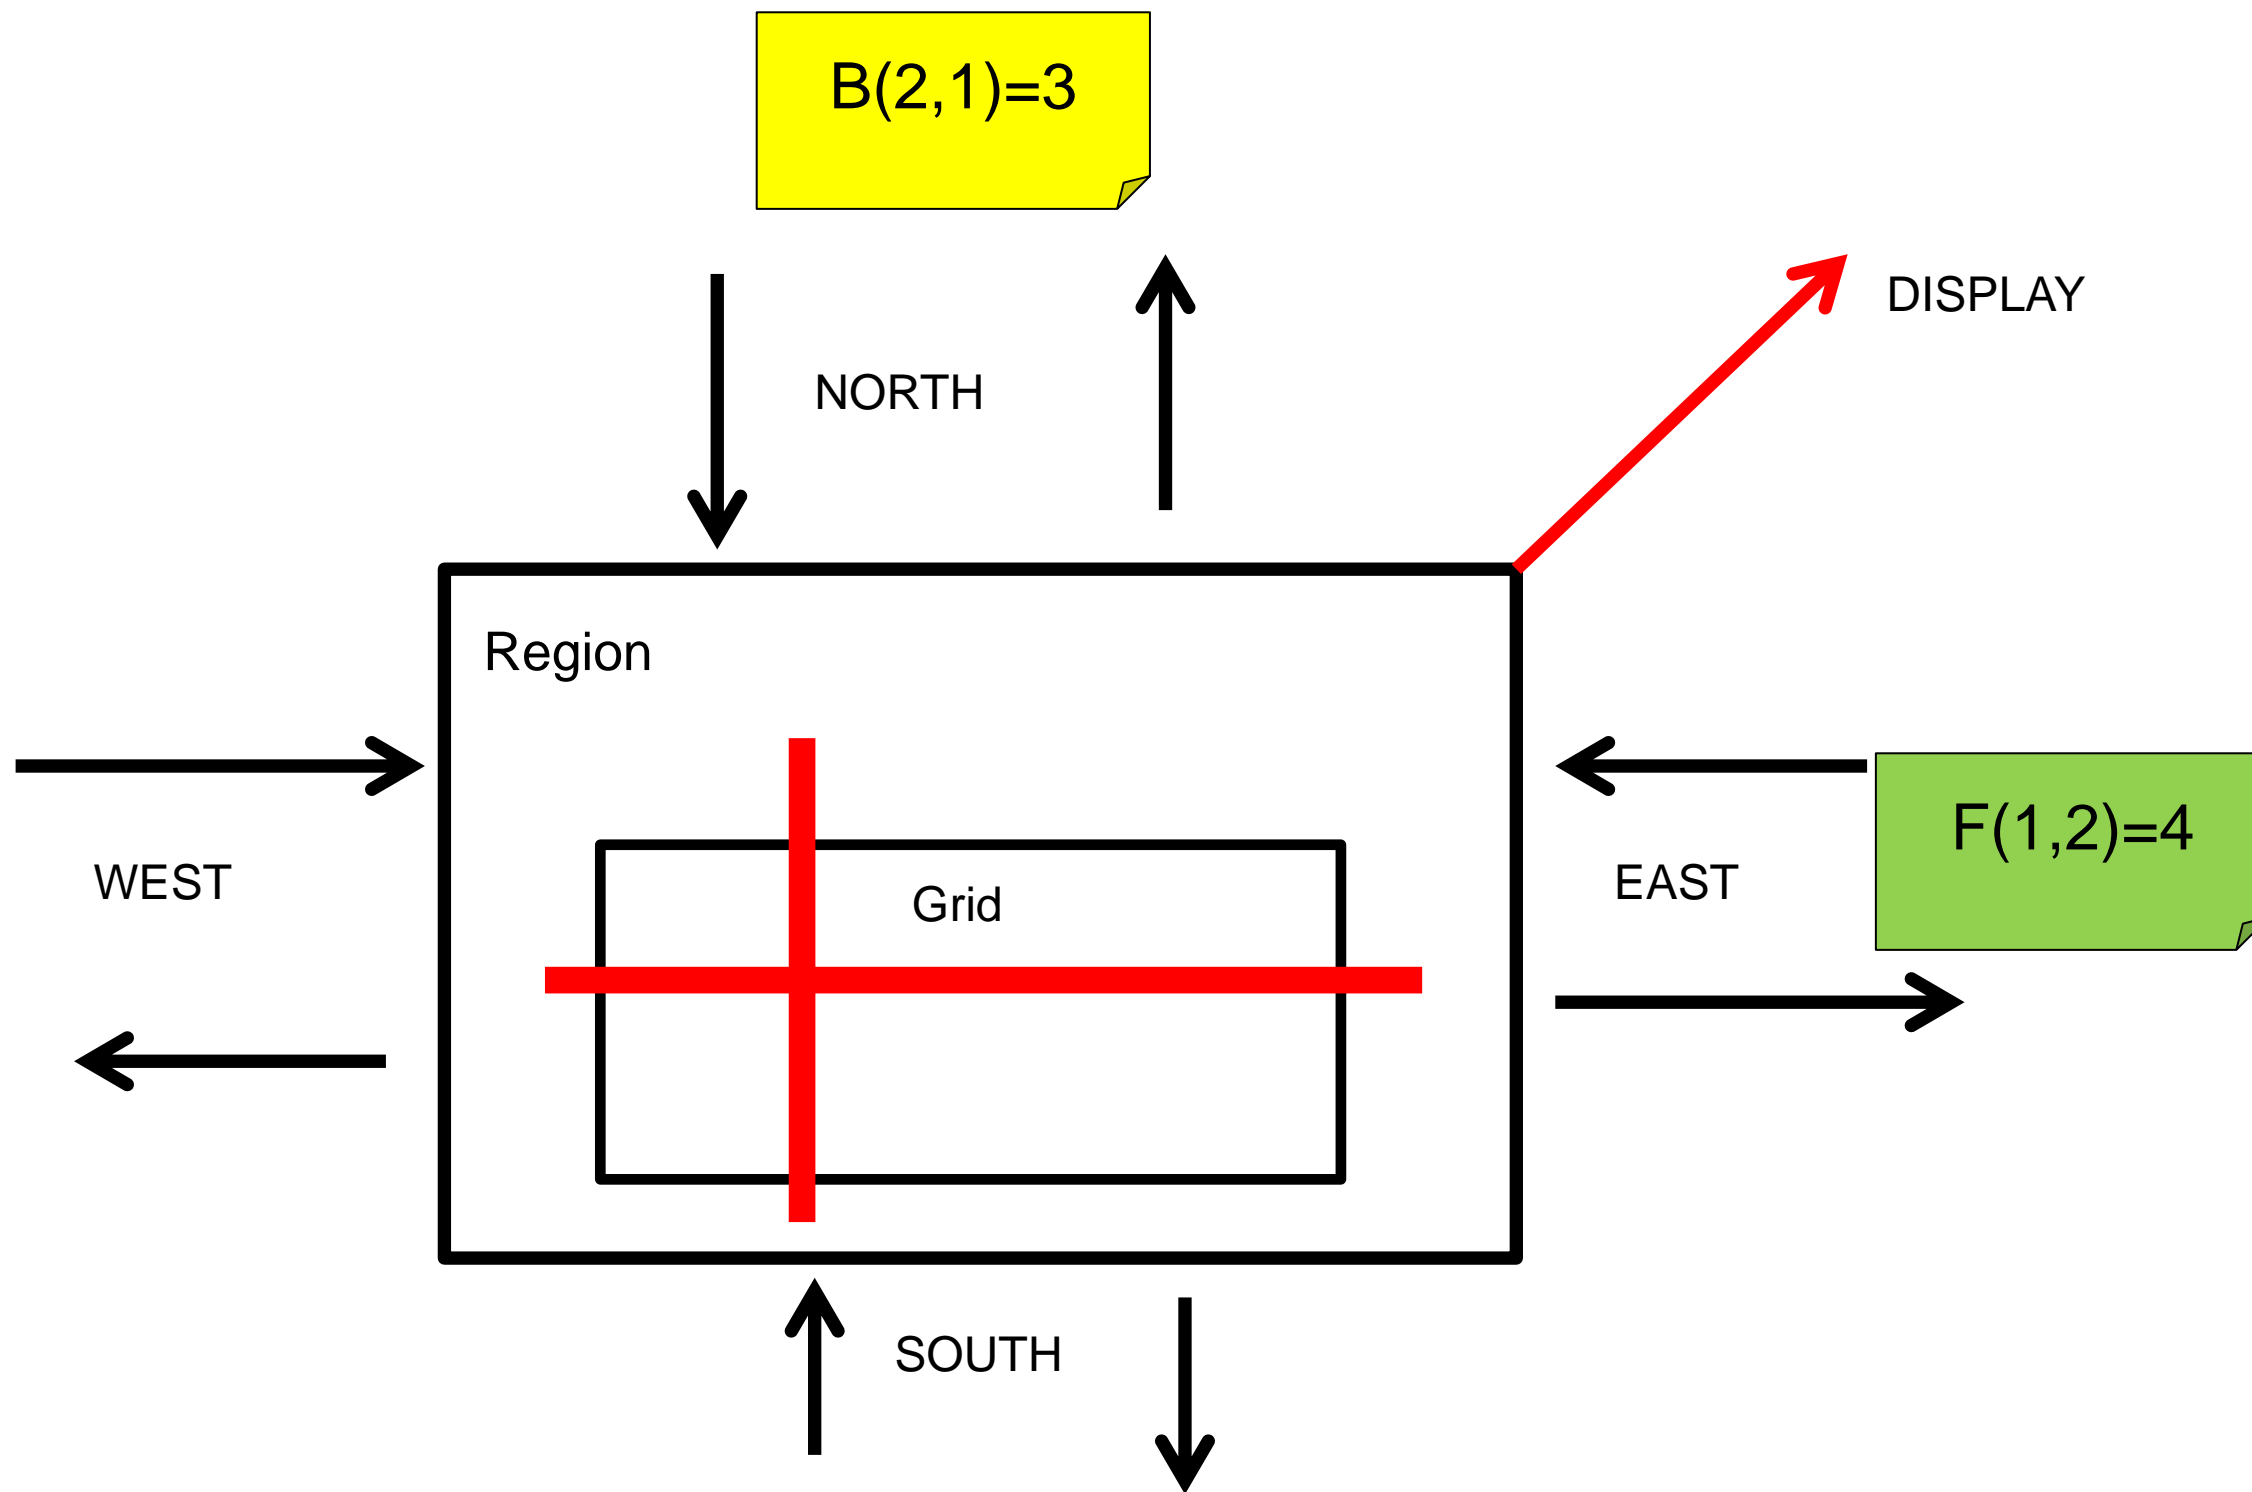 B(2,1)=3
DISPLAY
NORTH
Region
F(1,2)=4
WEST
Grid
EAST
SOUTH